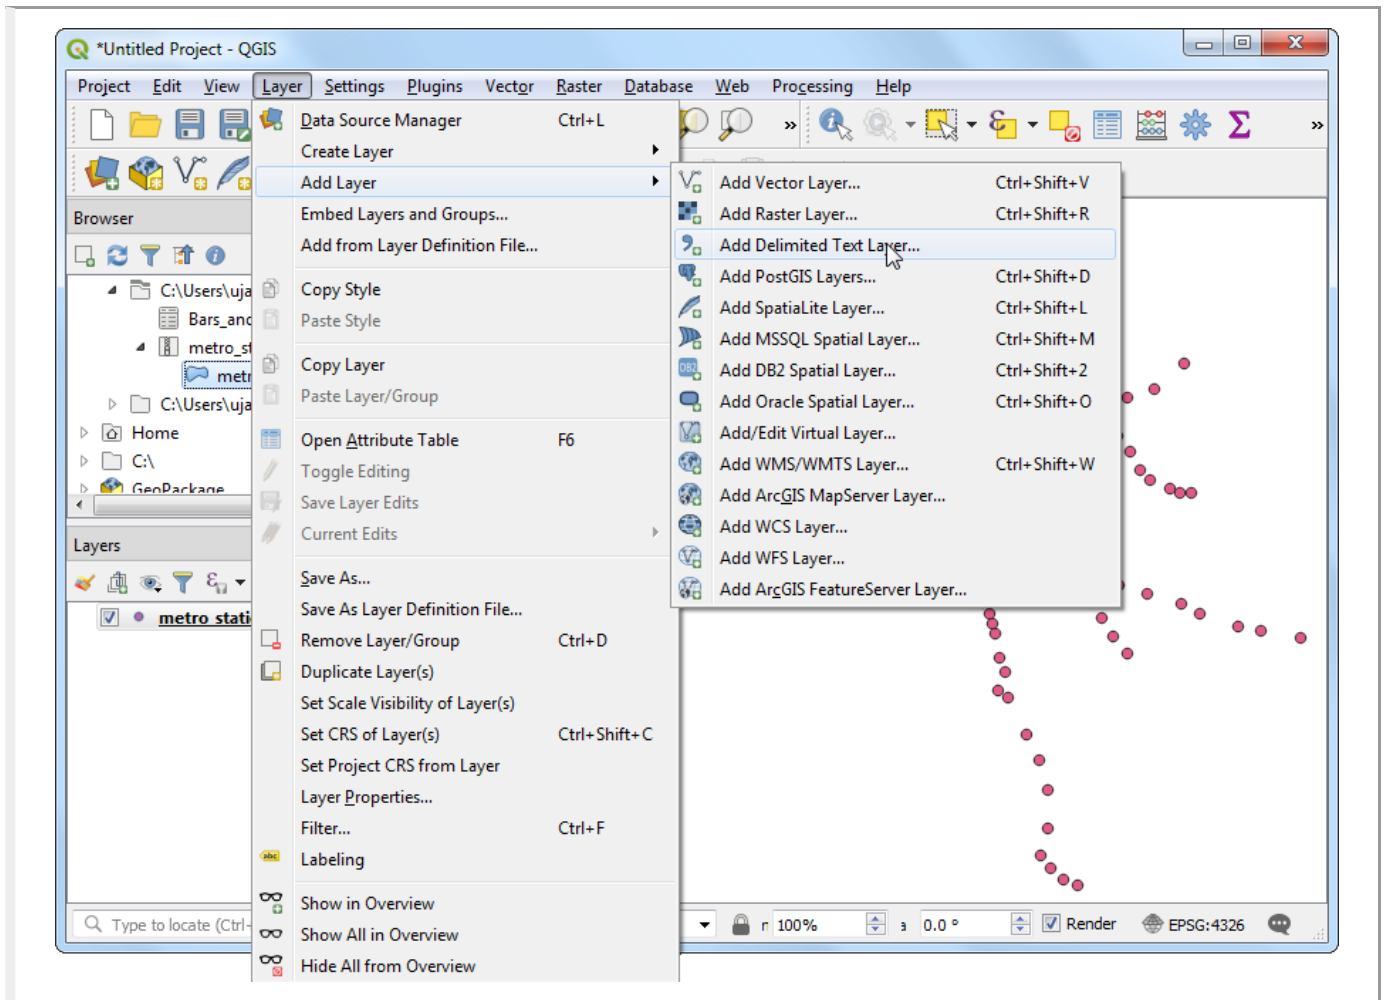 *Untitled Project - QGIS
Project Edit View Layer Settings Plugins Vector Raster Database Web Processing Help
Data Source Manager Ctrl+L
Create Layer
Add Layer
Embed Layers and Groups...
Add from Layer Definition File...
Copy Style
Paste Style
Copy Layer
Paste Layer/Group
Open Attribute Table F6
Toggle Editing
Save Layer Edits
Current Edits
Save As...
Save As Layer Definition File...
Remove Layer/Group Ctrl+D
Duplicate Layer(s)
Set Scale Visibility of Layer(s)
Set CRS of Layer(s) Ctrl+Shift+C
Set Project CRS from Layer
Layer Properties...
Filter... Ctrl+F
abc Labeling
Show in Overview
Show All in Overview
Hide All from Overview
Add Vector Layer... Ctrl+Shift+V
Add Raster Layer... Ctrl+Shift+R
Add Delimited Text Layer...
Add PostGIS Layers... Ctrl+Shift+D
Add SpatiaLite Layer... Ctrl+Shift+L
Add MSSQL Spatial Layer... Ctrl+Shift+M
DB2 Add DB2 Spatial Layer... Ctrl+Shift+2
Add Oracle Spatial Layer... Ctrl+Shift+O
Add/Edit Virtual Layer...
Add WMS/WMTS Layer... Ctrl+Shift+W
Add ArcGIS MapServer Layer...
Add WCS Layer...
Add WFS Layer...
Add ArcGIS FeatureServer Layer...
Browser
C:\Users\uja
Bars_and
metro_st
metr
C:\Users\uja
Home
C:\
GeoPackage
Layers
metro stati
Type to locate (Ctrl-
100% 0.0 ° Render EPSG:4326